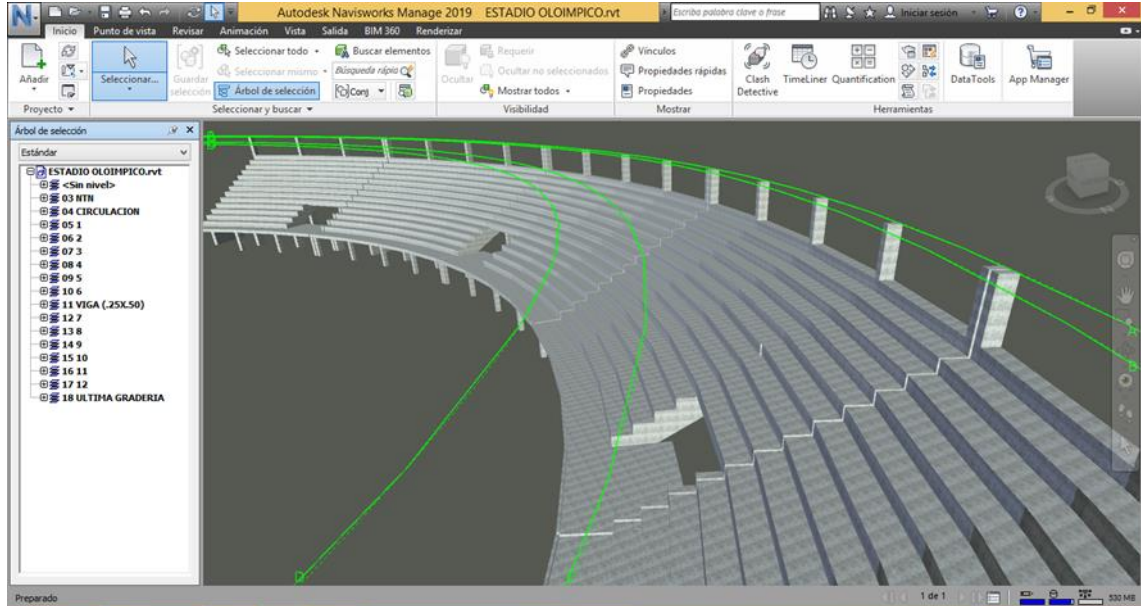 Autodesk Navisworks Manage 2019 ESTADIO OLOIMPICO.rvt
Escriba palabra clave o frase
Iniciar sesión
Inicio Punto de vista Revisar Animación Vista Salida BIM 360 Renderizar
Añadir
Proyecto
Seleccionar...
Guardar selección
Seleccionar todo
Seleccionar mismo
Árbol de selección
Buscar elementos
Búsqueda rápid
Conj
Seleccionar y buscar
Ocultar
Requerir
Ocultar no seleccionados
Mostrar todos
Visibilidad
Vínculos
Propiedades rápidas
Propiedades
Mostrar
Clash Detective
TimeLiner
Quantification
DataTools
App Manager
Herramientas
Árbol de selección
Estándar
ESTADIO OLOIMPICO.rvt
<Sin nivel>
03 NTN
04 CIRCULACION
05 1
06 2
07 3
08 4
09 5
10 6
11 VIGA (.25X.50)
12 7
13 8
14 9
15 10
16 11
17 12
18 ULTIMA GRADERIA
A
B
D
Preparado
1 de 1
530 MB